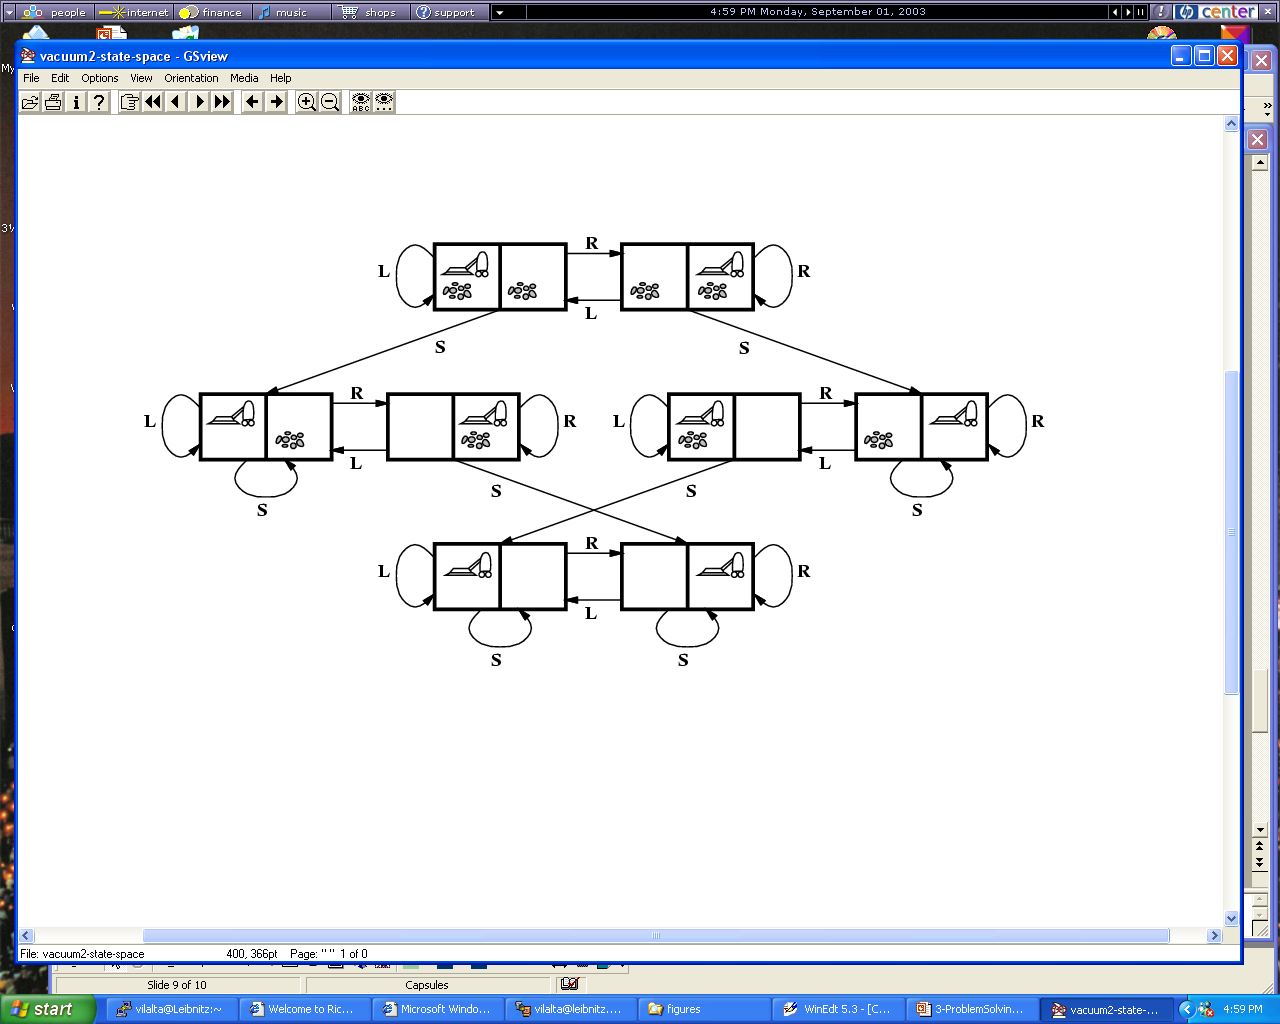 people internet finance music shops support 4:59 PM Monday, September 01, 2003 hp center
vacuum2-state-space - GSview
File Edit Options View Orientation Media Help
R
L R
L
S S
R R
L R L R
L L
S S
S S
R
L R
L
S S
File: vacuum2-state-space 400, 366pt Page: " " 1 of 0
Slide 9 of 10 Capsules
start vilalta@Leibnitz:~ Welcome to Ric... Microsoft Windo... vilalta@leibnitz.... figures WinEdt 5.3 - [C... 3-ProblemSolvin... vacuum2-state-... 4:59 PM